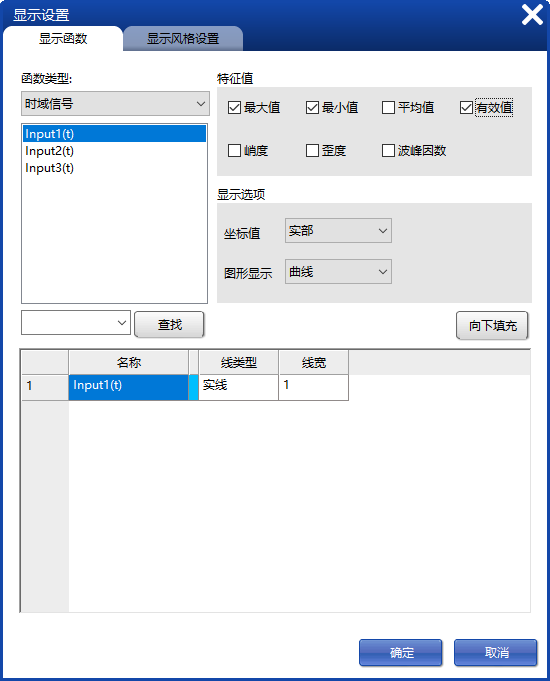 显示设置
显示函数 显示风格设置
函数类型:
时域信号
Input1(t)
Input2(t)
Input3(t)
特征值
最大值 最小值 平均值 有效值
峭度 歪度 波峰因数
显示选项
坐标值 实部
图形显示 曲线
查找 向下填充
名称 线类型 线宽
1 Input1(t) 实线 1
确定 取消